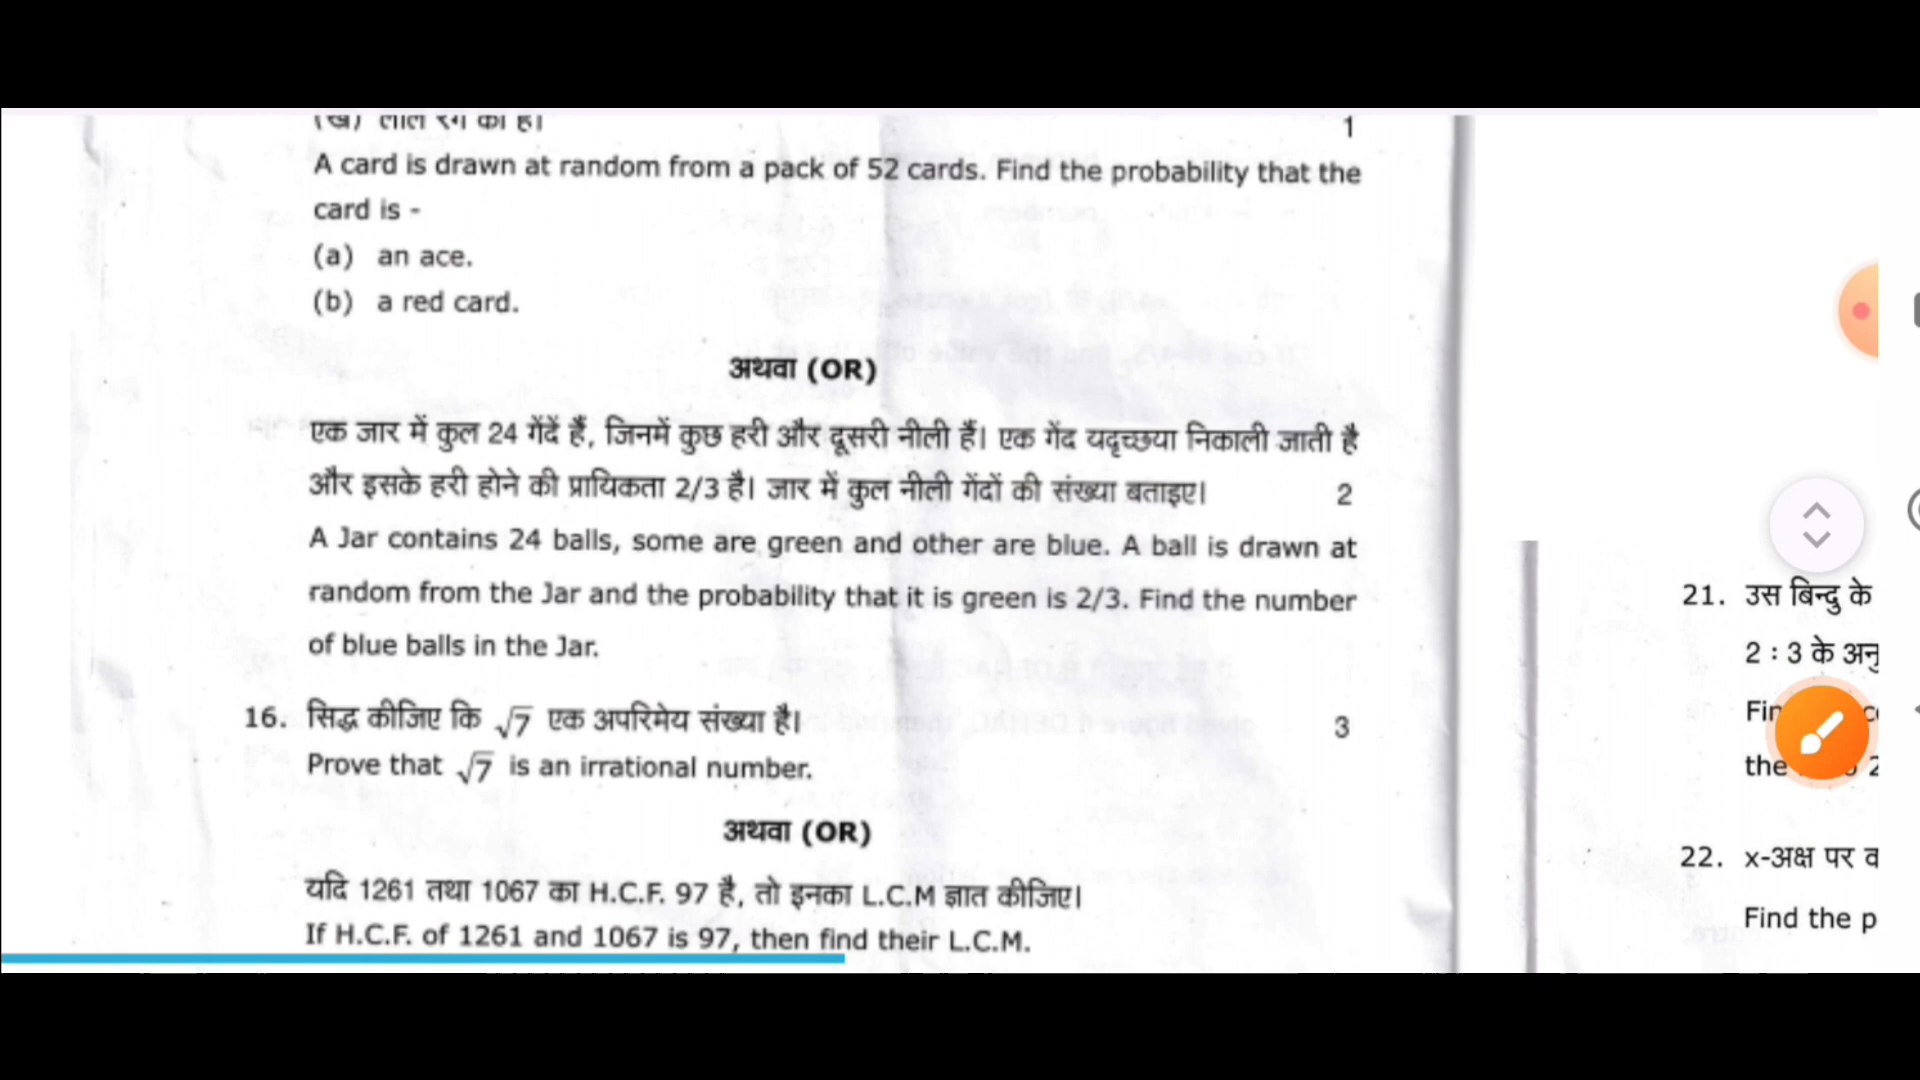 (ख) लाल रंग का है।
1
A card is drawn at random from a pack of 52 cards. Find the probability that the
card is -
(a) an ace.
(b) a red card.
अथवा (OR)
एक जार में कुल 24 गेंदें हैं, जिनमें कुछ हरी और दूसरी नीली हैं। एक गेंद यदृच्छया निकाली जाती है
और इसके हरी होने की प्रायिकता 2/3 है। जार में कुल नीली गेंदों की संख्या बताइए। 2
A Jar contains 24 balls, some are green and other are blue. A ball is drawn at
random from the Jar and the probability that it is green is 2/3. Find the number
of blue balls in the Jar.
16. सिद्ध कीजिए कि √7 एक अपरिमेय संख्या है। 3
Prove that √7 is an irrational number.
अथवा (OR)
यदि 1261 तथा 1067 का H.C.F. 97 है, तो इनका L.C.M ज्ञात कीजिए।
If H.C.F. of 1261 and 1067 is 97, then find their L.C.M.
21. उस बिन्दु के
2 : 3 के अनु
the 2
22. x-अक्ष पर
Find the p